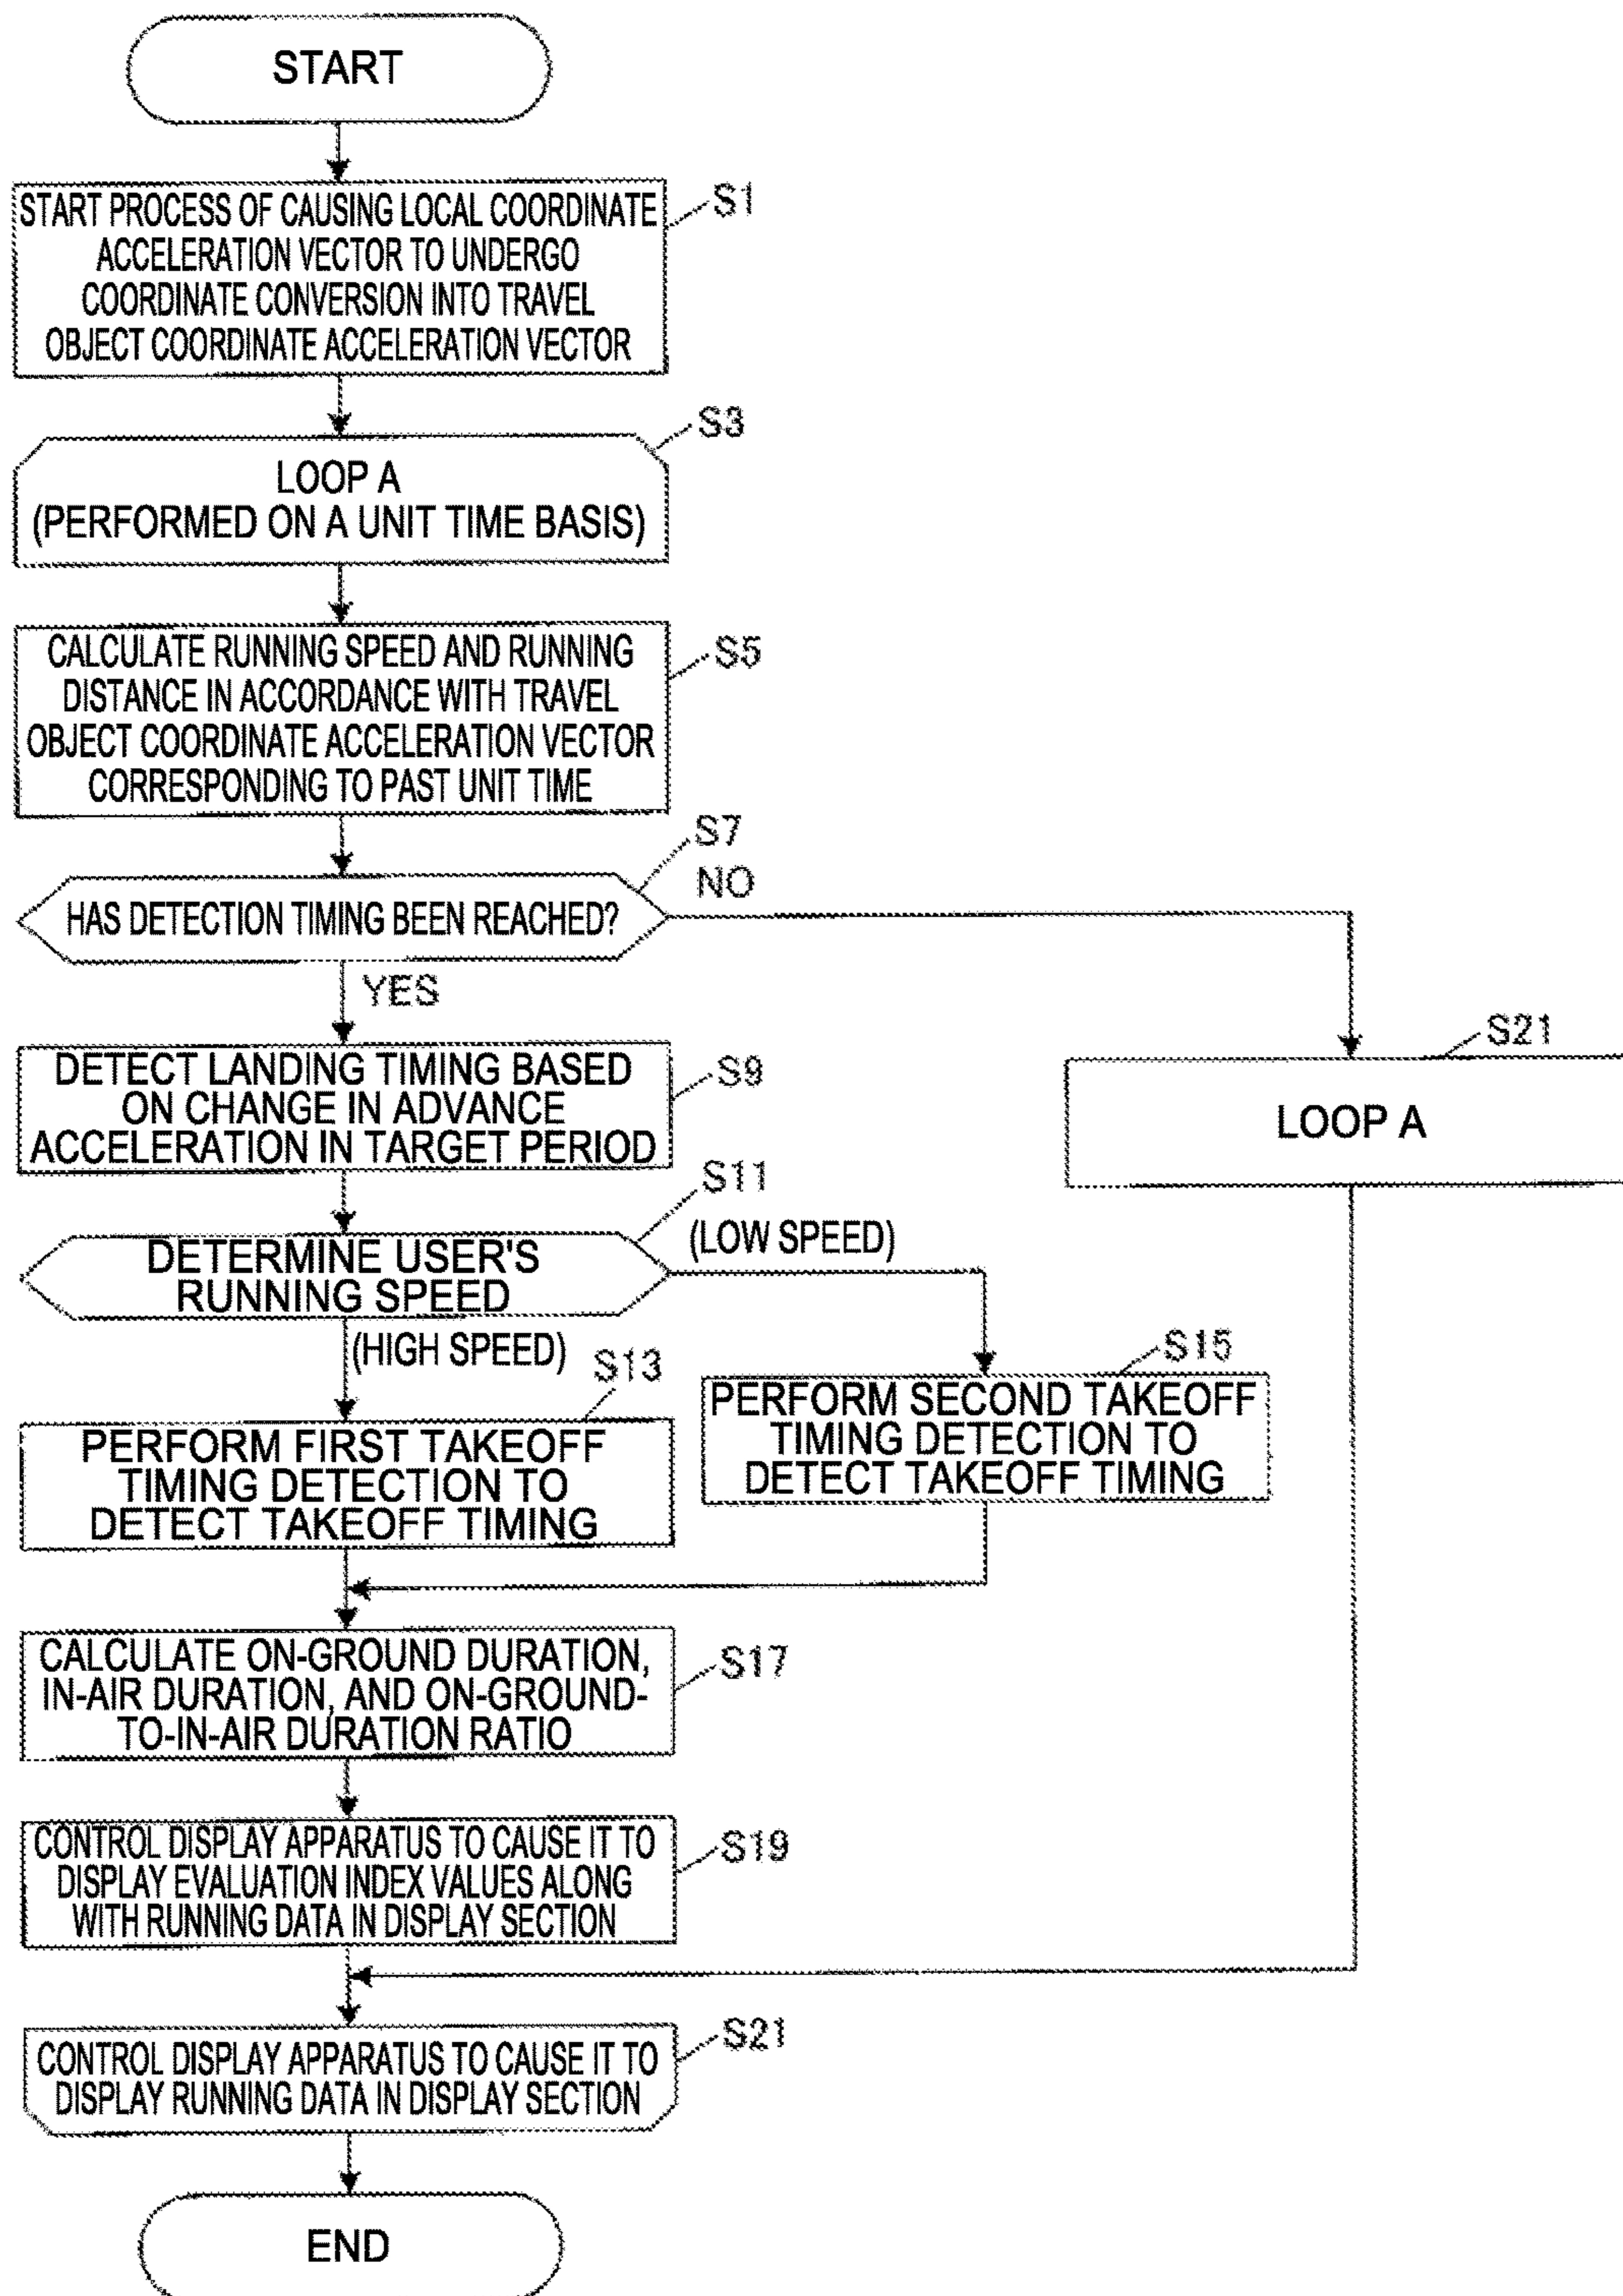 START
START PROCESS OF CAUSING LOCAL COORDINATE
ACCELERATION VECTOR TO UNDERGO
COORDINATE CONVERSION INTO TRAVEL
OBJECT COORDINATE ACCELERATION VECTOR
S1
LOOP A
(PERFORMED ON A UNIT TIME BASIS)
S3
CALCULATE RUNNING SPEED AND RUNNING
DISTANCE IN ACCORDANCE WITH TRAVEL
OBJECT COORDINATE ACCELERATION VECTOR
CORRESPONDING TO PAST UNIT TIME
S5
HAS DETECTION TIMING BEEN REACHED?
S7
NO
YES
DETECT LANDING TIMING BASED
ON CHANGE IN ADVANCE
ACCELERATION IN TARGET PERIOD
S9
S21
LOOP A
DETERMINE USER'S
RUNNING SPEED
S11
(LOW SPEED)
(HIGH SPEED)
PERFORM FIRST TAKEOFF
TIMING DETECTION TO
DETECT TAKEOFF TIMING
S13
PERFORM SECOND TAKEOFF
TIMING DETECTION TO
DETECT TAKEOFF TIMING
S15
CALCULATE ON-GROUND DURATION,
IN-AIR DURATION, AND ON-GROUND-
TO-IN-AIR DURATION RATIO
S17
CONTROL DISPLAY APPARATUS TO CAUSE IT TO
DISPLAY EVALUATION INDEX VALUES ALONG
WITH RUNNING DATA IN DISPLAY SECTION
S19
CONTROL DISPLAY APPARATUS TO CAUSE IT TO
DISPLAY RUNNING DATA IN DISPLAY SECTION
S21
END